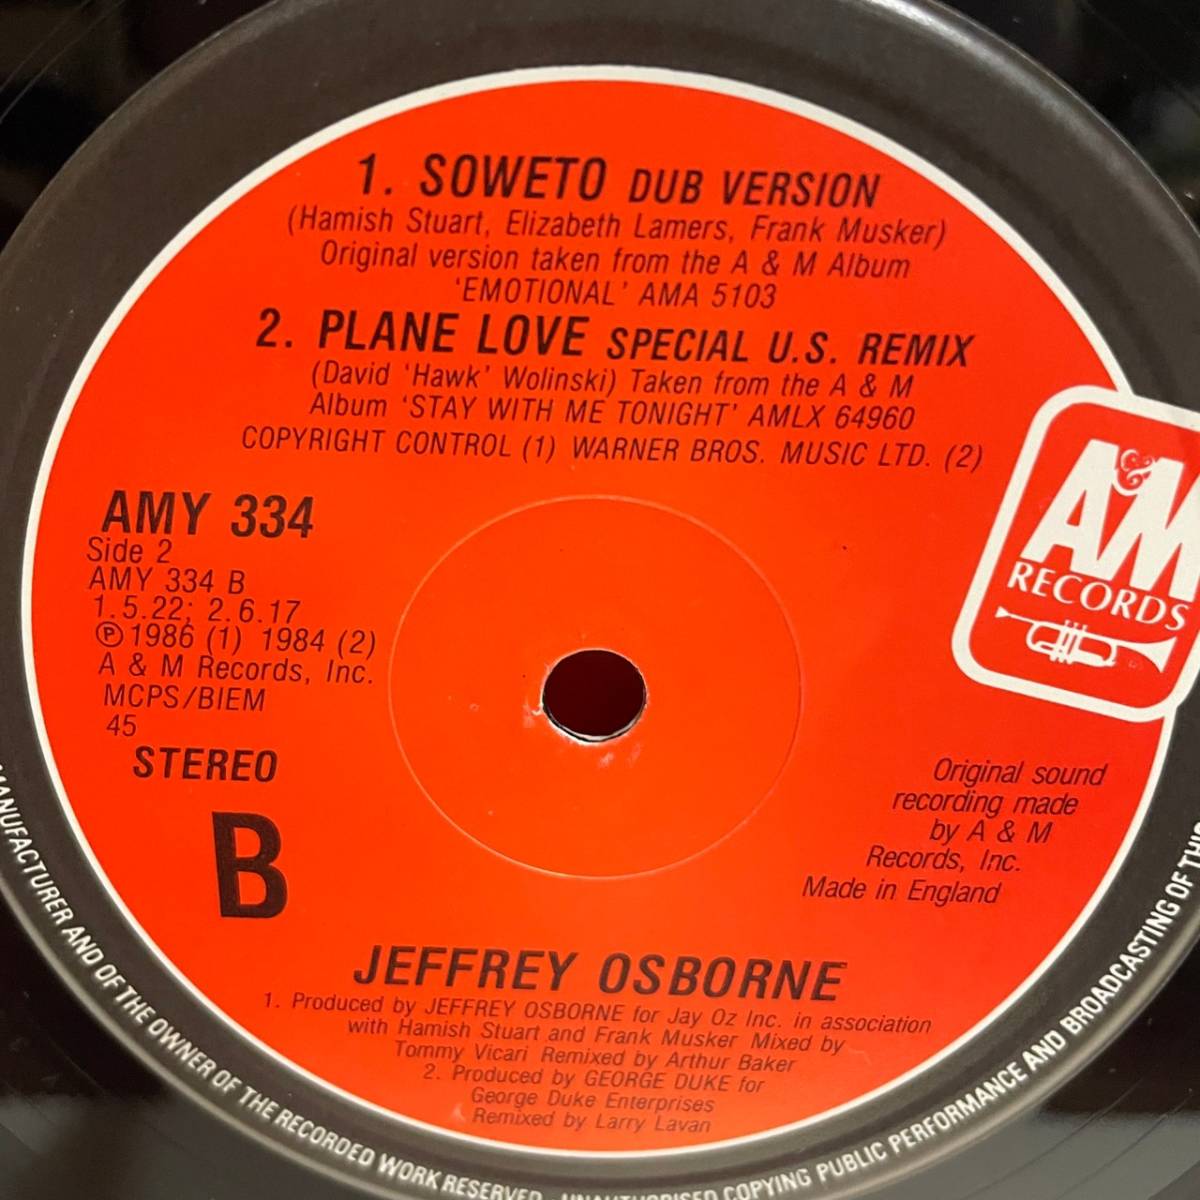 1. SOWETO DUB VERSION
(Hamish Stuart, Elizabeth Lamers, Frank Musker)
Original version taken from the A & M Album
'EMOTIONAL' AMA 5103
2. PLANE LOVE SPECIAL U.S. REMIX
(David 'Hawk' Wolinski) Taken from the A & M
Album 'STAY WITH ME TONIGHT' AMLX 64960
COPYRIGHT CONTROL (1) WARNER BROS. MUSIC LTD. (2)
A&M
RECORDS
AMY 334
Side 2
AMY 334 B
1.5.22; 2.6.17
℗ 1986 (1) 1984 (2)
A & M Records, Inc.
MCPS/BIEM
45
STEREO
B
Original sound
recording made
by A & M
Records, Inc.
Made in England
JEFFREY OSBORNE
1. Produced by JEFFREY OSBORNE for Jay Oz Inc. in association
with Hamish Stuart and Frank Musker Mixed by
Tommy Vicari Remixed by Arthur Baker
2. Produced by GEORGE DUKE for
George Duke Enterprises
Remixed by Larry Lavan
MANUFACTURER AND OF THE OWNER OF THE RECORDED WORK RESERVED UNAUTHORISED COPYING PUBLIC PERFORMANCE AND BROADCASTING OF THIS